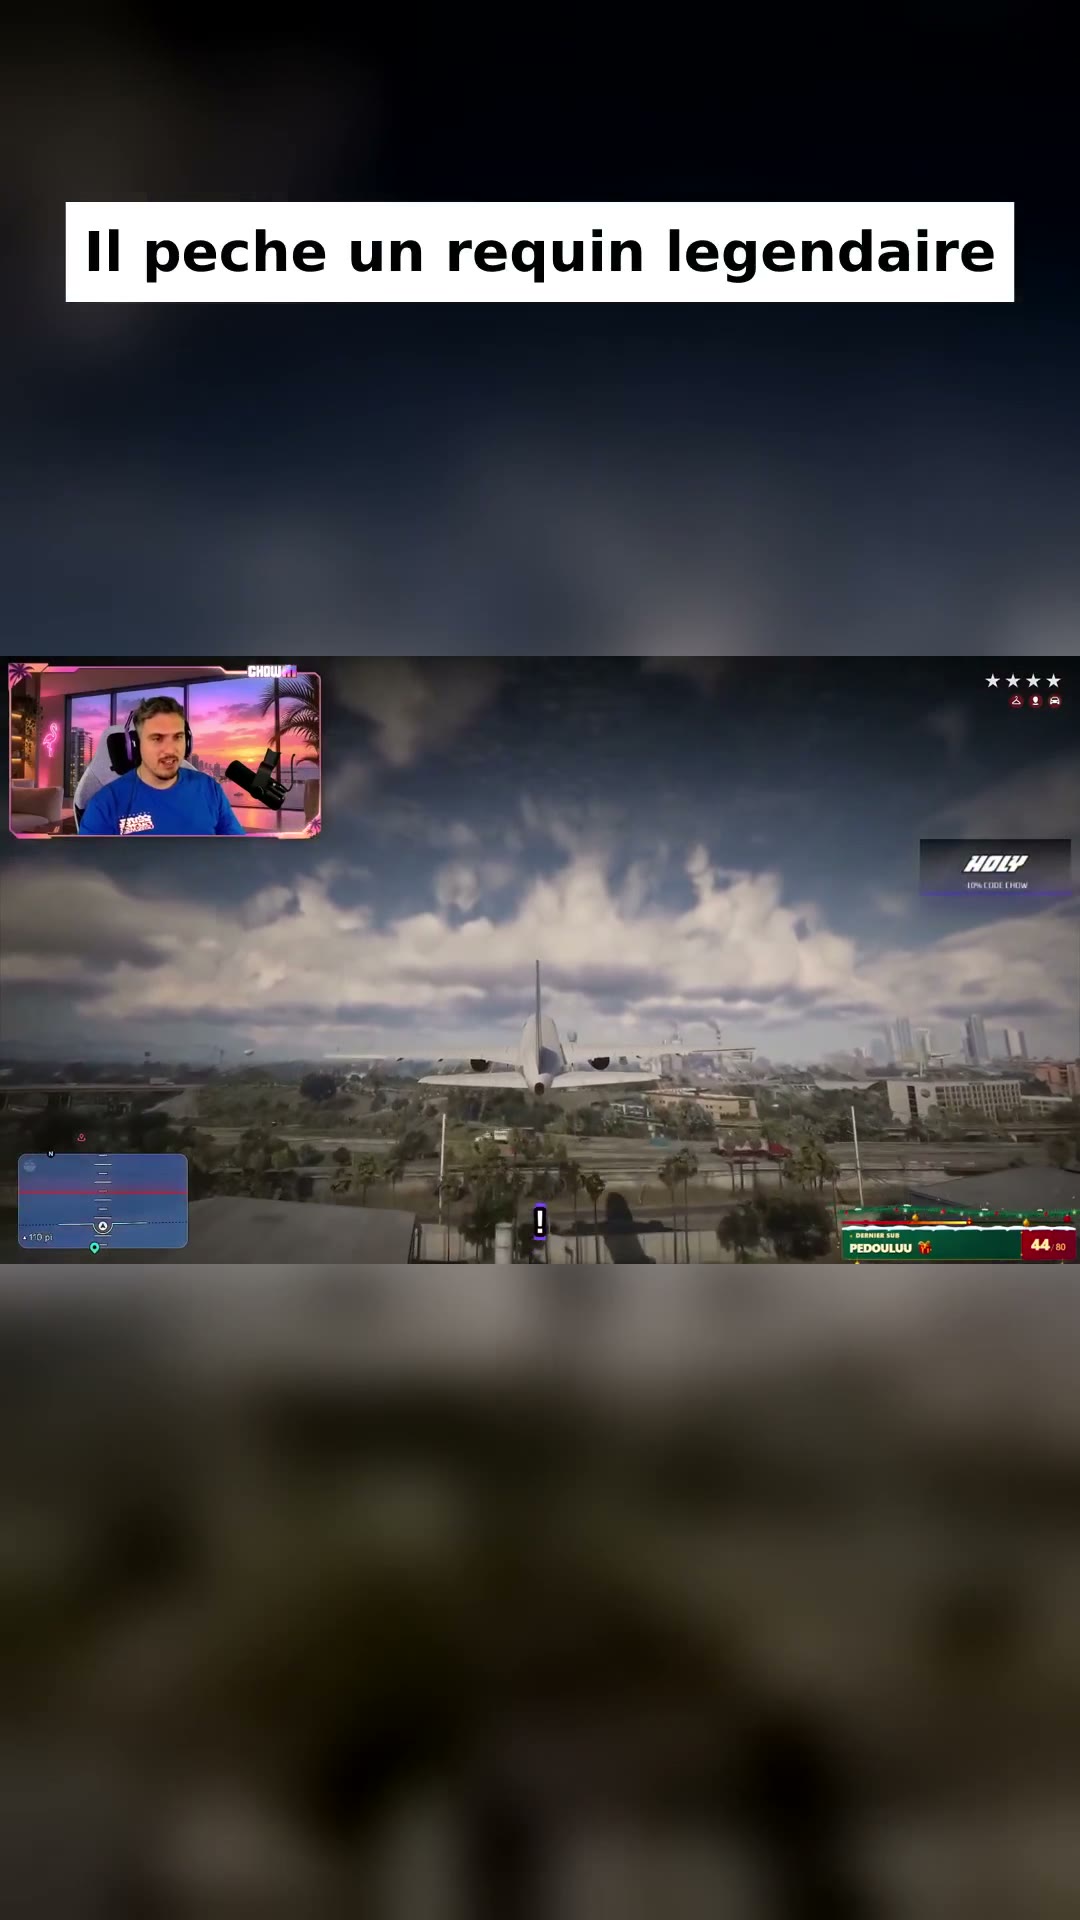 Il peche un requin legendaire
CHOW
HOLY
-10% CODE CHOW
N
110 pi
!
DERNIER SUB
PEDOULUU
44/80